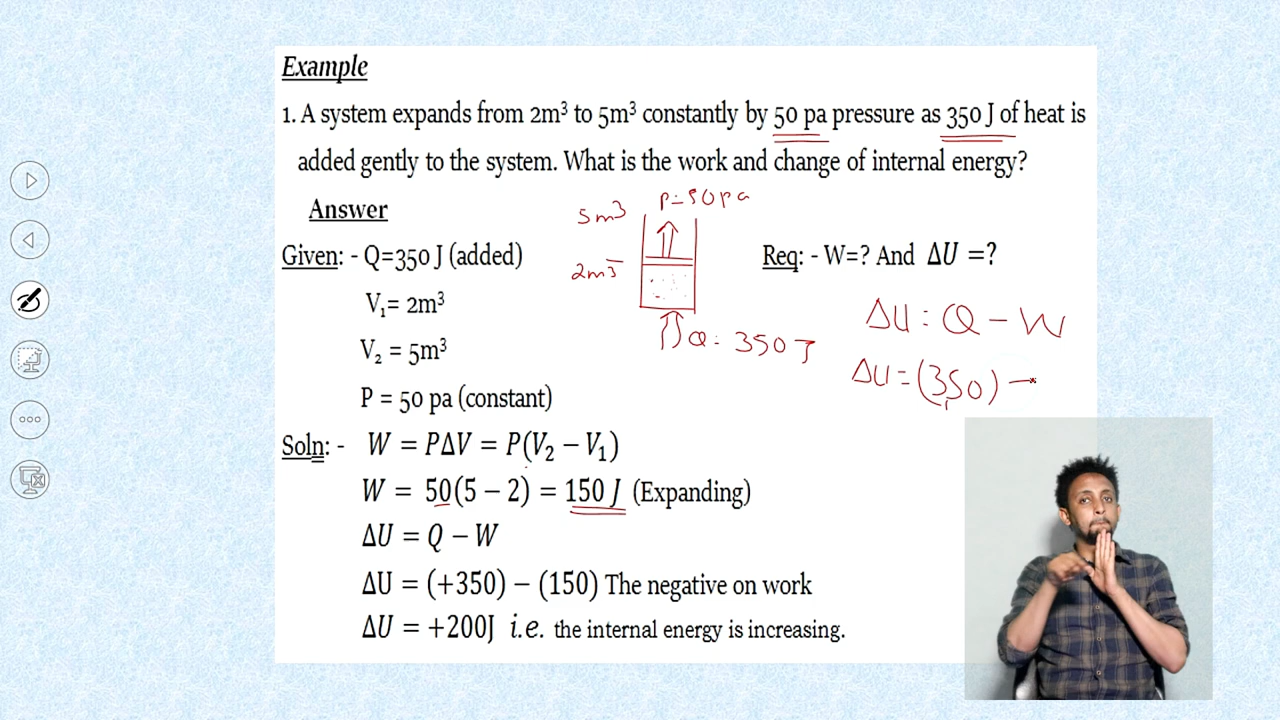 Example
1. A system expands from 2m³ to 5m³ constantly by 50 pa pressure as 350 J of heat is
added gently to the system. What is the work and change of internal energy?
Answer
P=50pa
5m³
2m³
Given: - Q=350 J (added)
Req: - W=? And ΔU =?
V₁= 2m³
ΔU = Q − W
Q = 350 J
V₂ = 5m³
ΔU = (350) −
P = 50 pa (constant)
Soln: - W = PΔV = P(V₂ − V₁)
W = 50(5 − 2) = 150 J (Expanding)
ΔU = Q − W
ΔU = (+350) − (150) The negative on work
ΔU = +200J i.e. the internal energy is increasing.